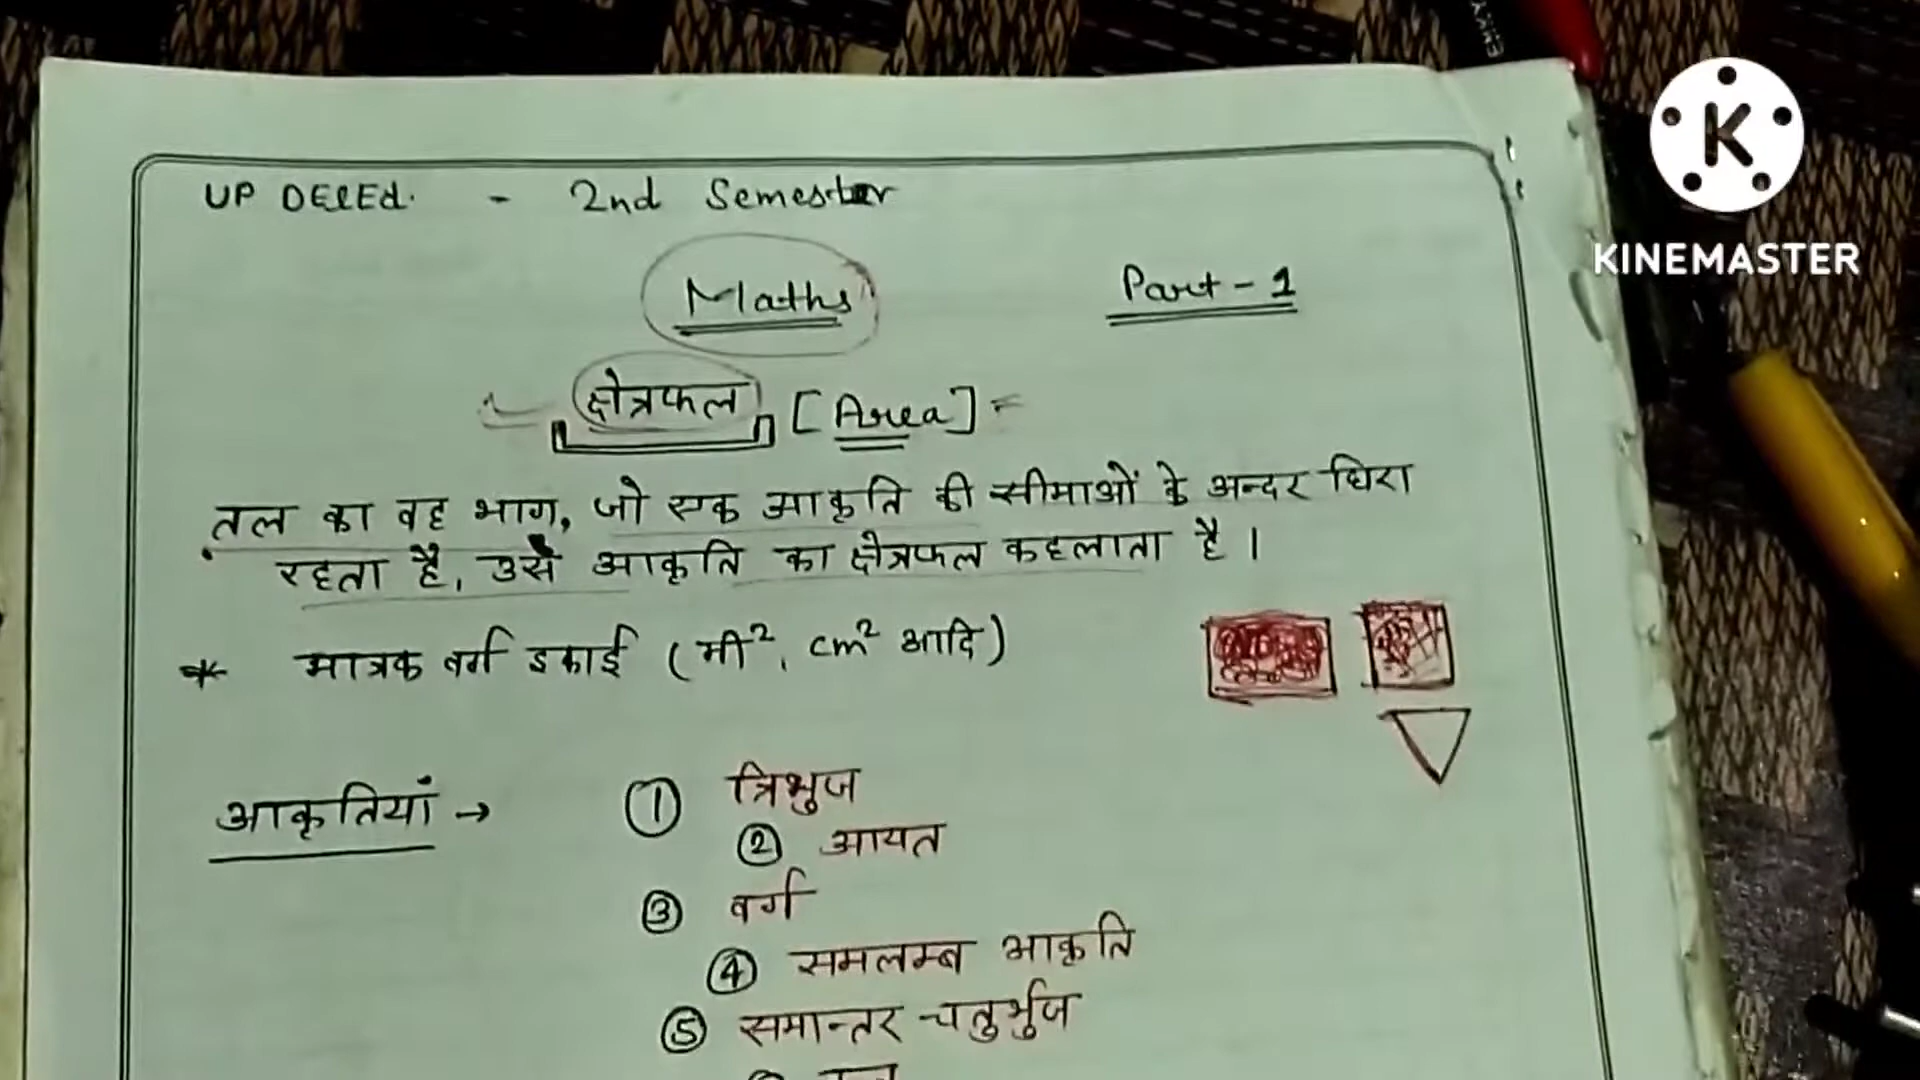 UP DELEd. - 2nd Semester
Maths
Part - 1
क्षेत्रफल [Area] =
तल का वह भाग, जो एक आकृति की सीमाओं के अन्दर घिरा
रहता है, उसे आकृति का क्षेत्रफल कहलाता है।
* मात्रक वर्ग इकाई (मी², cm² आदि)
आकृतियां → ① त्रिभुज
② आयत
③ वर्ग
④ समलम्ब आकृति
⑤ समान्तर चतुर्भुज
K
KINEMASTER